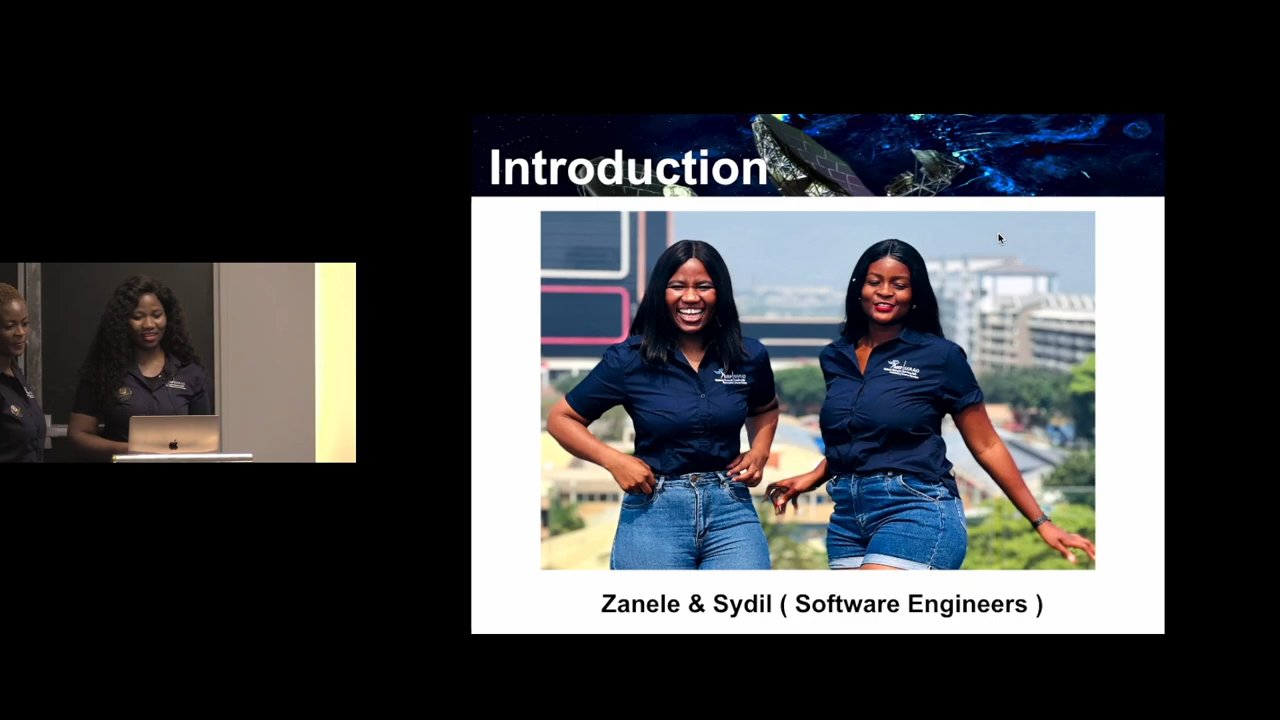 Introduction
Zanele & Sydil ( Software Engineers )